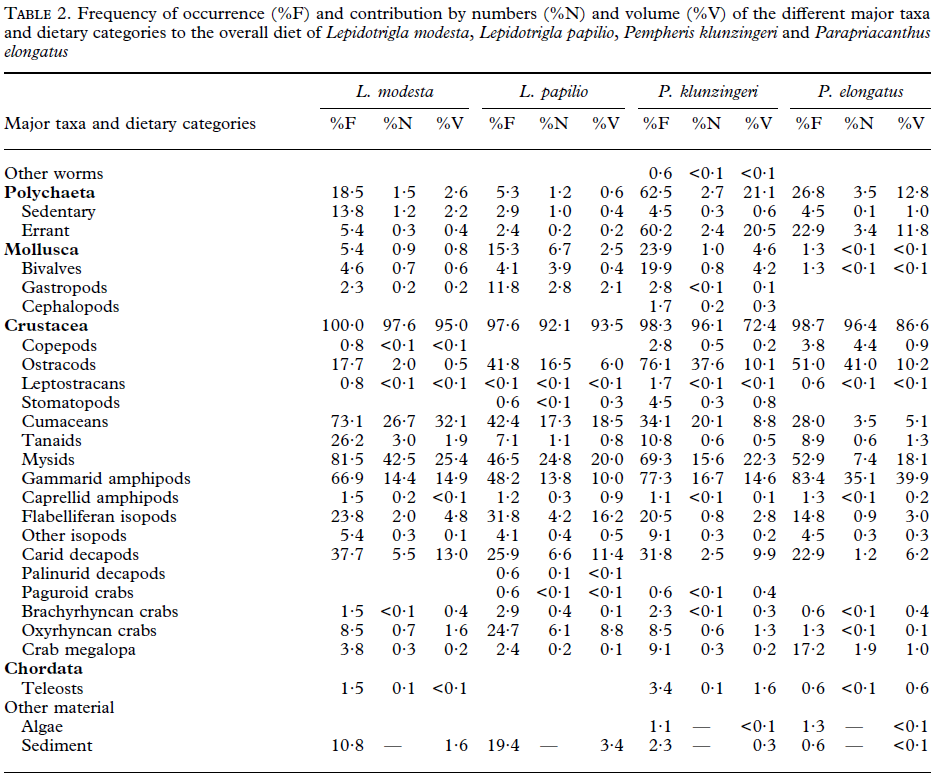 TABLE 2. Frequency of occurrence (%F) and contribution by numbers (%N) and volume (%V) of the different major taxa
and dietary categories to the overall diet of Lepidotrigla modesta, Lepidotrigla papilio, Pempheris klunzingeri and Parapriacanthus
elongatus
L. modesta L. papilio P. klunzingeri P. elongatus
Major taxa and dietary categories %F %N %V %F %N %V %F %N %V %F %N %V
Other worms 0·6 <0·1 <0·1
Polychaeta 18·5 1·5 2·6 5·3 1·2 0·6 62·5 2·7 21·1 26·8 3·5 12·8
Sedentary 13·8 1·2 2·2 2·9 1·0 0·4 4·5 0·3 0·6 4·5 0·1 1·0
Errant 5·4 0·3 0·4 2·4 0·2 0·2 60·2 2·4 20·5 22·9 3·4 11·8
Mollusca 5·4 0·9 0·8 15·3 6·7 2·5 23·9 1·0 4·6 1·3 <0·1 <0·1
Bivalves 4·6 0·7 0·6 4·1 3·9 0·4 19·9 0·8 4·2 1·3 <0·1 <0·1
Gastropods 2·3 0·2 0·2 11·8 2·8 2·1 2·8 <0·1 0·1
Cephalopods 1·7 0·2 0·3
Crustacea 100·0 97·6 95·0 97·6 92·1 93·5 98·3 96·1 72·4 98·7 96·4 86·6
Copepods 0·8 <0·1 <0·1 2·8 0·5 0·2 3·8 4·4 0·9
Ostracods 17·7 2·0 0·5 41·8 16·5 6·0 76·1 37·6 10·1 51·0 41·0 10·2
Leptostracans 0·8 <0·1 <0·1 <0·1 <0·1 <0·1 1·7 <0·1 <0·1 0·6 <0·1 <0·1
Stomatopods 0·6 <0·1 0·3 4·5 0·3 0·8
Cumaceans 73·1 26·7 32·1 42·4 17·3 18·5 34·1 20·1 8·8 28·0 3·5 5·1
Tanaids 26·2 3·0 1·9 7·1 1·1 0·8 10·8 0·6 0·5 8·9 0·6 1·3
Mysids 81·5 42·5 25·4 46·5 24·8 20·0 69·3 15·6 22·3 52·9 7·4 18·1
Gammarid amphipods 66·9 14·4 14·9 48·2 13·8 10·0 77·3 16·7 14·6 83·4 35·1 39·9
Caprellid amphipods 1·5 0·2 <0·1 1·2 0·3 0·9 1·1 <0·1 0·1 1·3 <0·1 0·2
Flabelliferan isopods 23·8 2·0 4·8 31·8 4·2 16·2 20·5 0·8 2·8 14·8 0·9 3·0
Other isopods 5·4 0·3 0·1 4·1 0·4 0·5 9·1 0·3 0·2 4·5 0·3 0·3
Carid decapods 37·7 5·5 13·0 25·9 6·6 11·4 31·8 2·5 9·9 22·9 1·2 6·2
Palinurid decapods 0·6 0·1 <0·1
Paguroid crabs 0·6 <0·1 <0·1 0·6 <0·1 0·4
Brachyrhyncan crabs 1·5 <0·1 0·4 2·9 0·4 0·1 2·3 <0·1 0·3 0·6 <0·1 0·4
Oxyrhyncan crabs 8·5 0·7 1·6 24·7 6·1 8·8 8·5 0·6 1·3 1·3 <0·1 0·1
Crab megalopa 3·8 0·3 0·2 2·4 0·2 0·1 9·1 0·3 0·2 17·2 1·9 1·0
Chordata
Teleosts 1·5 0·1 <0·1 3·4 0·1 1·6 0·6 <0·1 0·6
Other material
Algae 1·1 — <0·1 1·3 — <0·1
Sediment 10·8 — 1·6 19·4 — 3·4 2·3 — 0·3 0·6 — <0·1